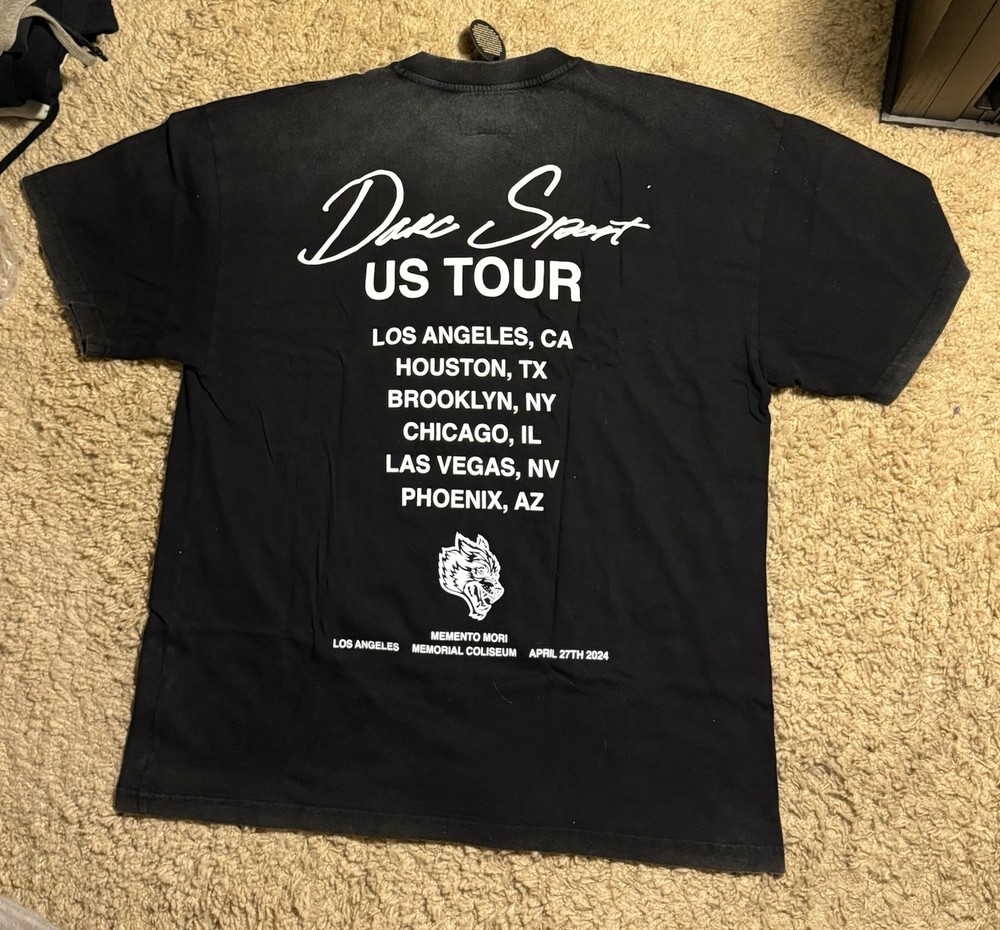 Darc Sport
US TOUR
LOS ANGELES, CA
HOUSTON, TX
BROOKLYN, NY
CHICAGO, IL
LAS VEGAS, NV
PHOENIX, AZ
MEMENTO MORI
LOS ANGELES MEMORIAL COLISEUM APRIL 27TH 2024